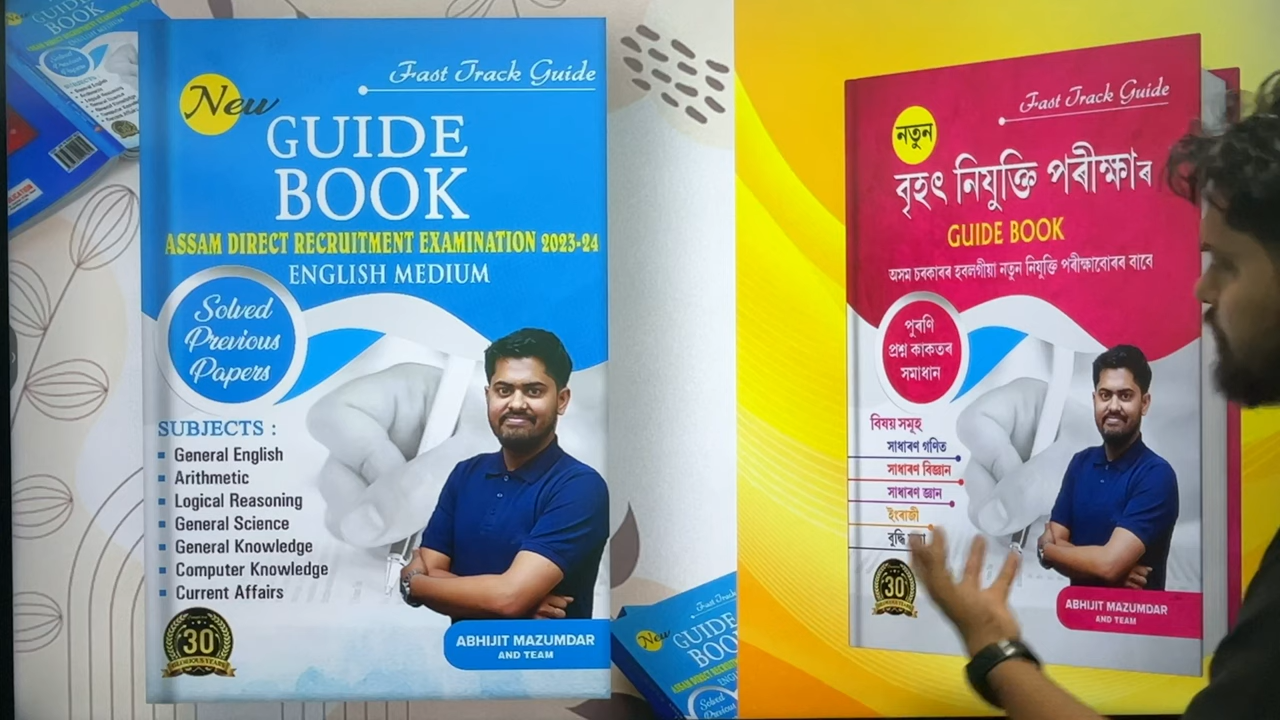 Fast Track Guide
New
GUIDE
BOOK
ASSAM DIRECT RECRUITMENT EXAMINATION 2023-24
ENGLISH MEDIUM
Solved
Previous
Papers
SUBJECTS :
General English
Arithmetic
Logical Reasoning
General Science
General Knowledge
Computer Knowledge
Current Affairs
30
ABHIJIT MAZUMDAR
AND TEAM
Fast Track Guide
নতুন
বৃহৎ নিযুক্তি পৰীক্ষাৰ
GUIDE BOOK
অসম চৰকাৰৰ হবলগীয়া নতুন নিযুক্তি পৰীক্ষাবোৰৰ বাবে
পুৰণি
প্ৰশ্ন কাকতৰ
সমাধান
বিষয় সমূহ
সাধাৰণ গণিত
সাধাৰণ বিজ্ঞান
সাধাৰণ জ্ঞান
ইংৰাজী
বুদ্ধি
30
ABHIJIT MAZUMDAR
AND TEAM
New
GUIDE